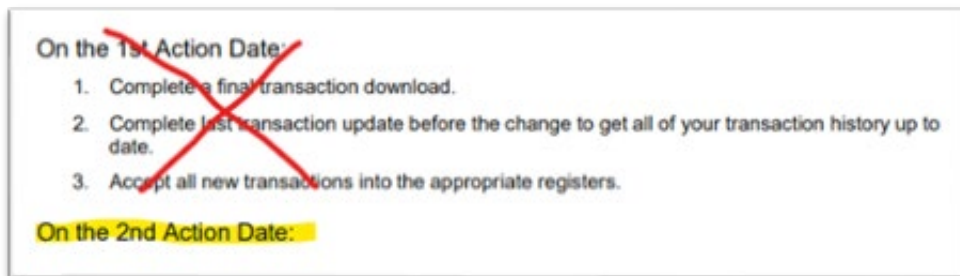 On the 1st Action Date:
1. Complete a final transaction download.
2. Complete last transaction update before the change to get all of your transaction history up to
date.
3. Accept all new transactions into the appropriate registers.
On the 2nd Action Date: